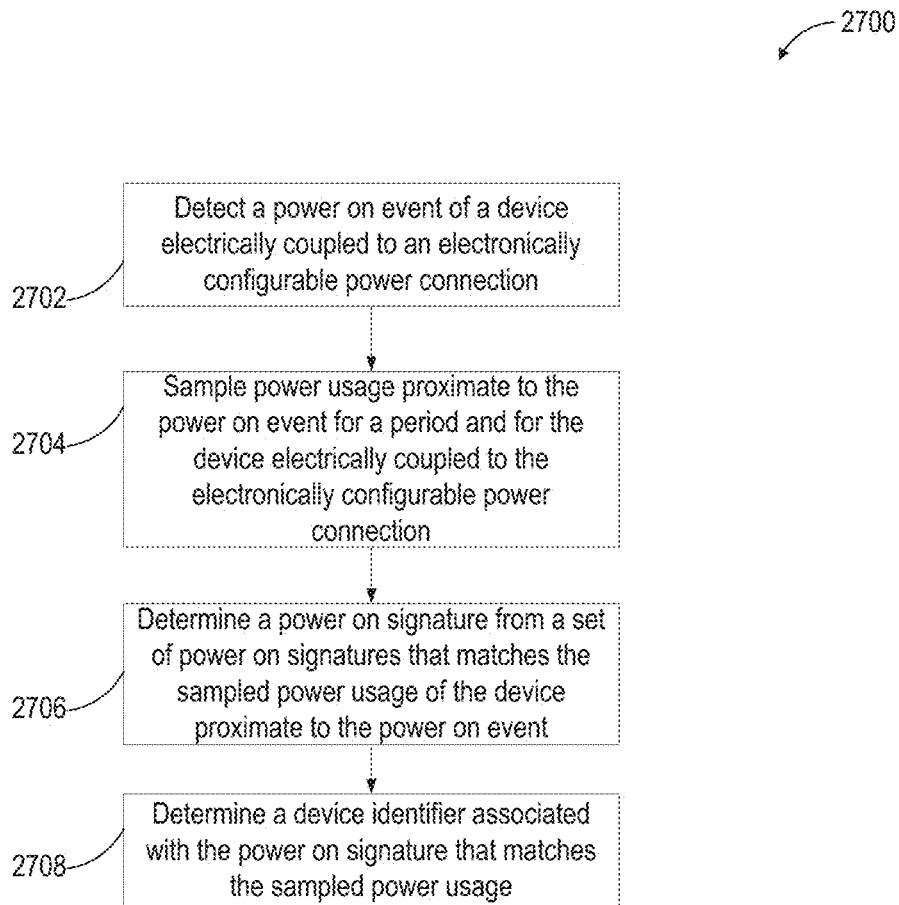 2700
Detect a power on event of a device
electrically coupled to an electronically
configurable power connection
2702
Sample power usage proximate to the
power on event for a period and for the
device electrically coupled to the
electronically configurable power
connection
2704
Determine a power on signature from a set
of power on signatures that matches the
sampled power usage of the device
proximate to the power on event
2706
Determine a device identifier associated
with the power on signature that matches
the sampled power usage
2708